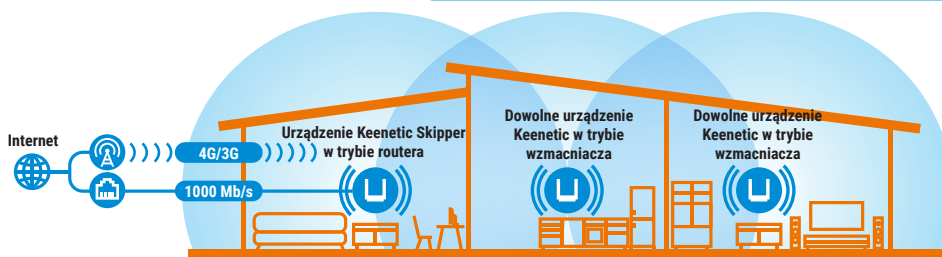 Internet
4G/3G
1000 Mb/s
Urządzenie Keenetic Skipper
w trybie routera
Dowolne urządzenie
Keenetic w trybie
wzmacniacza
Dowolne urządzenie
Keenetic w trybie
wzmacniacza